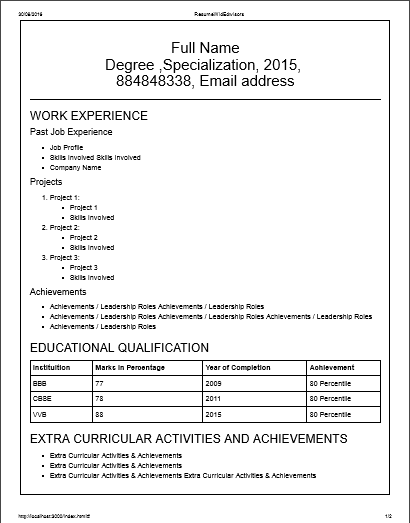 30/08/2016 ResumeWidEdvisors
Full Name
Degree ,Specialization, 2015,
884848338, Email address
WORK EXPERIENCE
Past Job Experience
Job Profile
Skills Involved Skills Involved
Company Name
Projects
1. Project 1:
Project 1
Skills Involved
2. Project 2:
Project 2
Skills Involved
3. Project 3:
Project 3
Skills Involved
Achievements
Achievements / Leadership Roles Achievements / Leadership Roles
Achievements / Leadership Roles Achievements / Leadership Roles Achievements / Leadership Roles
Achievements / Leadership Roles
EDUCATIONAL QUALIFICATION
Instituition Marks in Percentage Year of Completion Achievement
BBB 77 2009 80 Percentile
CBSE 78 2011 80 Percentile
VVB 88 2015 80 Percentile
EXTRA CURRICULAR ACTIVITIES AND ACHIEVEMENTS
Extra Curricular Activities & Achievements
Extra Curricular Activities & Achievements
Extra Curricular Activities & Achievements Extra Curricular Activities & Achievements
http://localhost:3000/index.html# 1/2